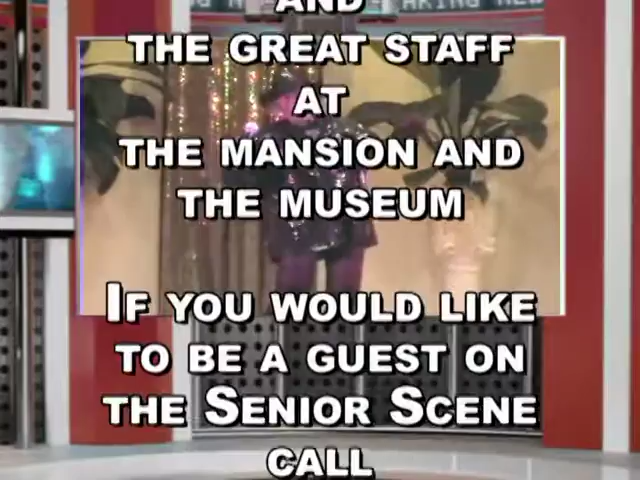 AND
THE GREAT STAFF
AT
THE MANSION AND
THE MUSEUM
IF YOU WOULD LIKE
TO BE A GUEST ON
THE SENIOR SCENE
CALL